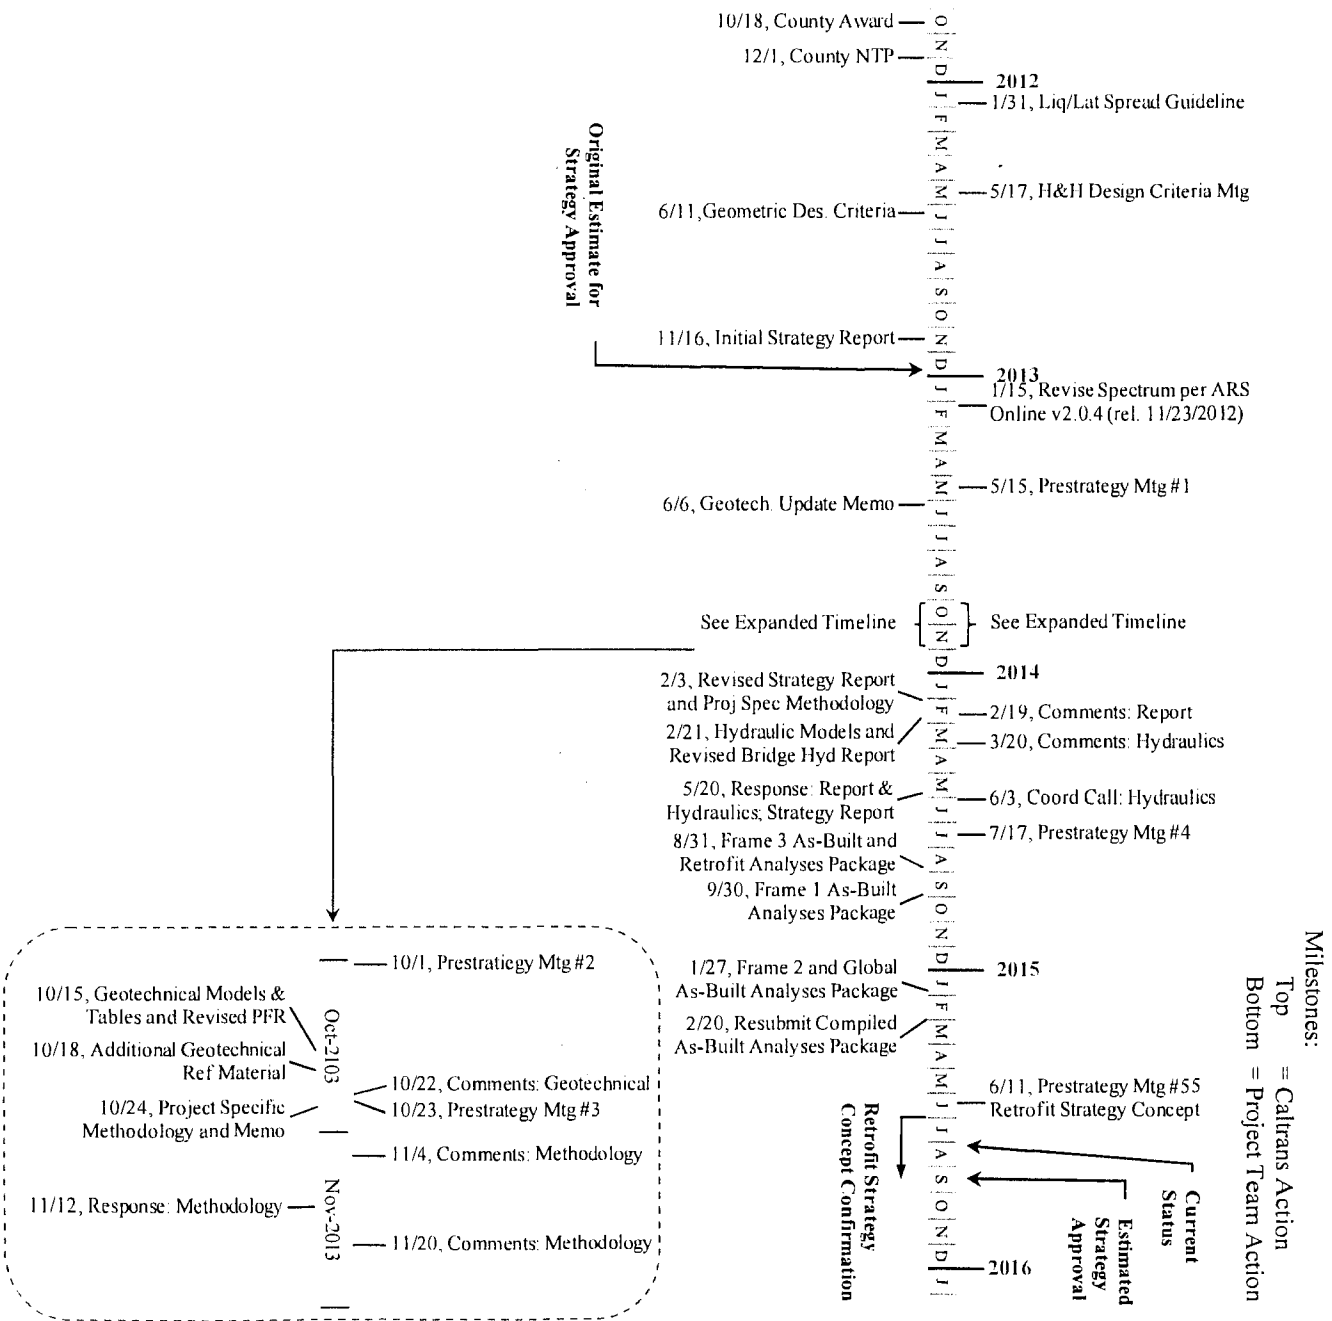 10/18, County Award
12/1, County NTP
6/11,Geometric Des. Criteria
11/16, Initial Strategy Report
Original Estimate for
Strategy Approval
6/6, Geotech. Update Memo
See Expanded Timeline
2/3, Revised Strategy Report
and Proj Spec Methodology
2/21, Hydraulic Models and
Revised Bridge Hyd Report
5/20, Response: Report &
Hydraulics; Strategy Report
8/31, Frame 3 As-Built and
Retrofit Analyses Package
9/30, Frame 1 As-Built
Analyses Package
1/27, Frame 2 and Global
As-Built Analyses Package
2/20, Resubmit Compiled
As-Built Analyses Package
Retrofit Strategy
Concept Confirmation
O N D J F M A M J J A S O N D J F M A M J J A S O N D J F M A M J J A S O N D J F M A M J J A S O N D J
2012
1/31, Liq/Lat Spread Guideline
5/17, H&H Design Criteria Mtg
2013
1/15, Revise Spectrum per ARS
Online v2.0.4 (rel. 11/23/2012)
5/15, Prestrategy Mtg #1
See Expanded Timeline
2014
2/19, Comments: Report
3/20, Comments: Hydraulics
6/3, Coord Call: Hydraulics
7/17, Prestrategy Mtg #4
2015
6/11, Prestrategy Mtg #55
Retrofit Strategy Concept
Current
Status
Estimated
Strategy
Approval
2016
Milestones:
Top = Caltrans Action
Bottom = Project Team Action
10/1, Prestratiegy Mtg #2
10/15, Geotechnical Models &
Tables and Revised PFR
10/18, Additional Geotechnical
Ref Material
Oct-2103
10/22, Comments: Geotechnical
10/23, Prestrategy Mtg #3
10/24, Project Specific
Methodology and Memo
11/4, Comments: Methodology
11/12, Response: Methodology
Nov-2013
11/20, Comments: Methodology